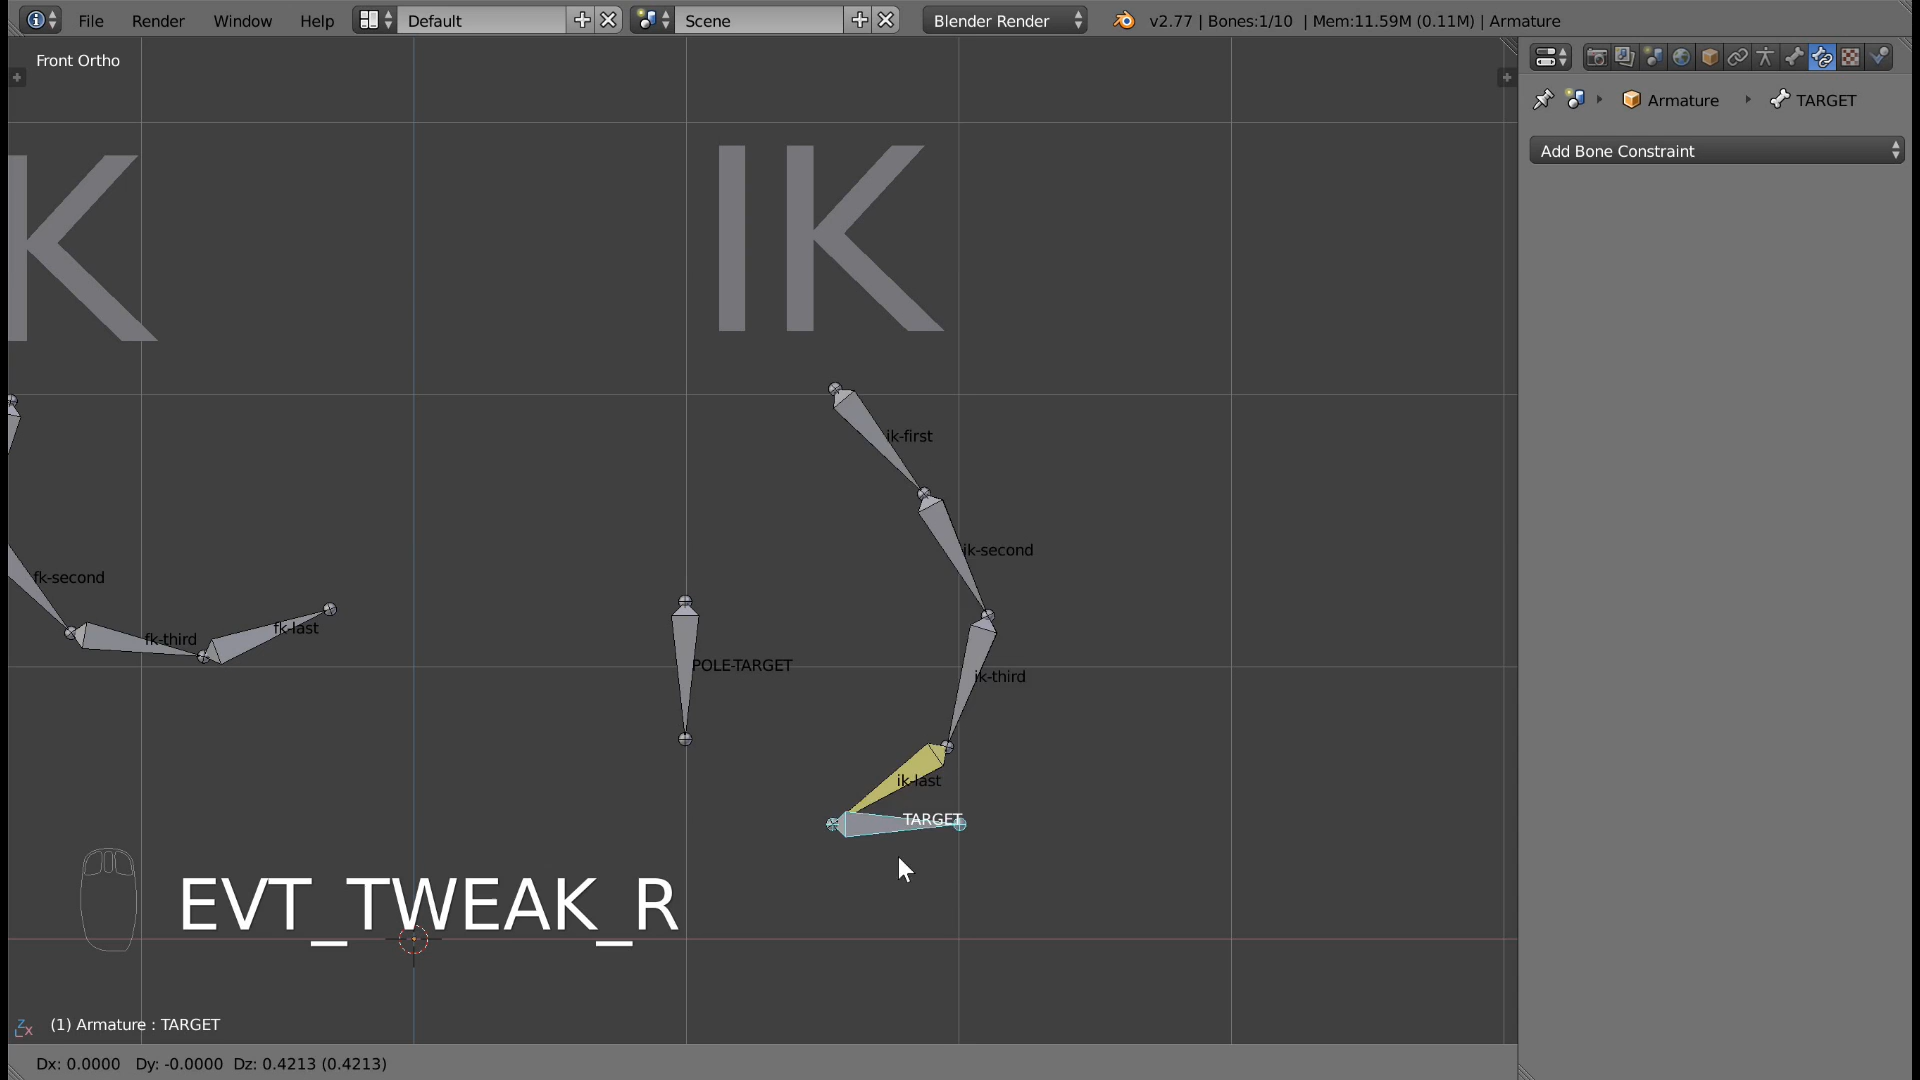 File Render Window Help Default Scene Blender Render v2.77 | Bones:1/10 | Mem:11.59M (0.11M) | Armature
Front Ortho
Armature TARGET
Add Bone Constraint
K
IK
ik-first
ik-second
fk-second
fk-third
fk-last
POLE-TARGET
ik-third
ik-last
TARGET
EVT_TWEAK_R
(1) Armature : TARGET
Dx: 0.0000 Dy: -0.0000 Dz: 0.4213 (0.4213)